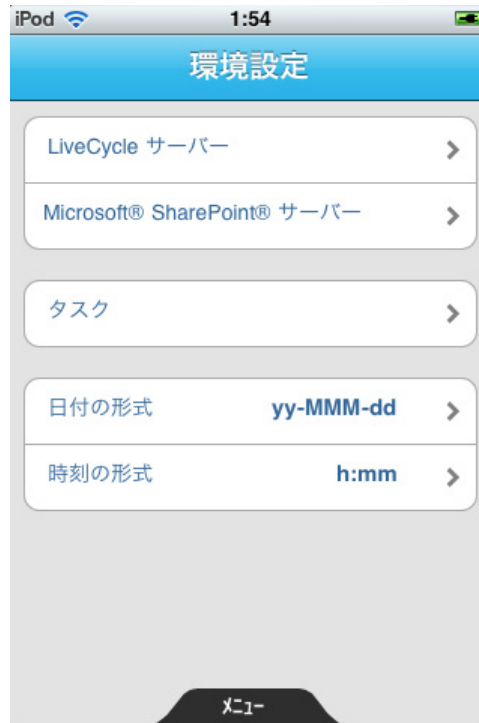 iPod 1:54
環境設定
LiveCycle サーバー
Microsoft® SharePoint® サーバー
タスク
日付の形式 yy-MMM-dd
時刻の形式 h:mm
ﾒﾆｭｰ